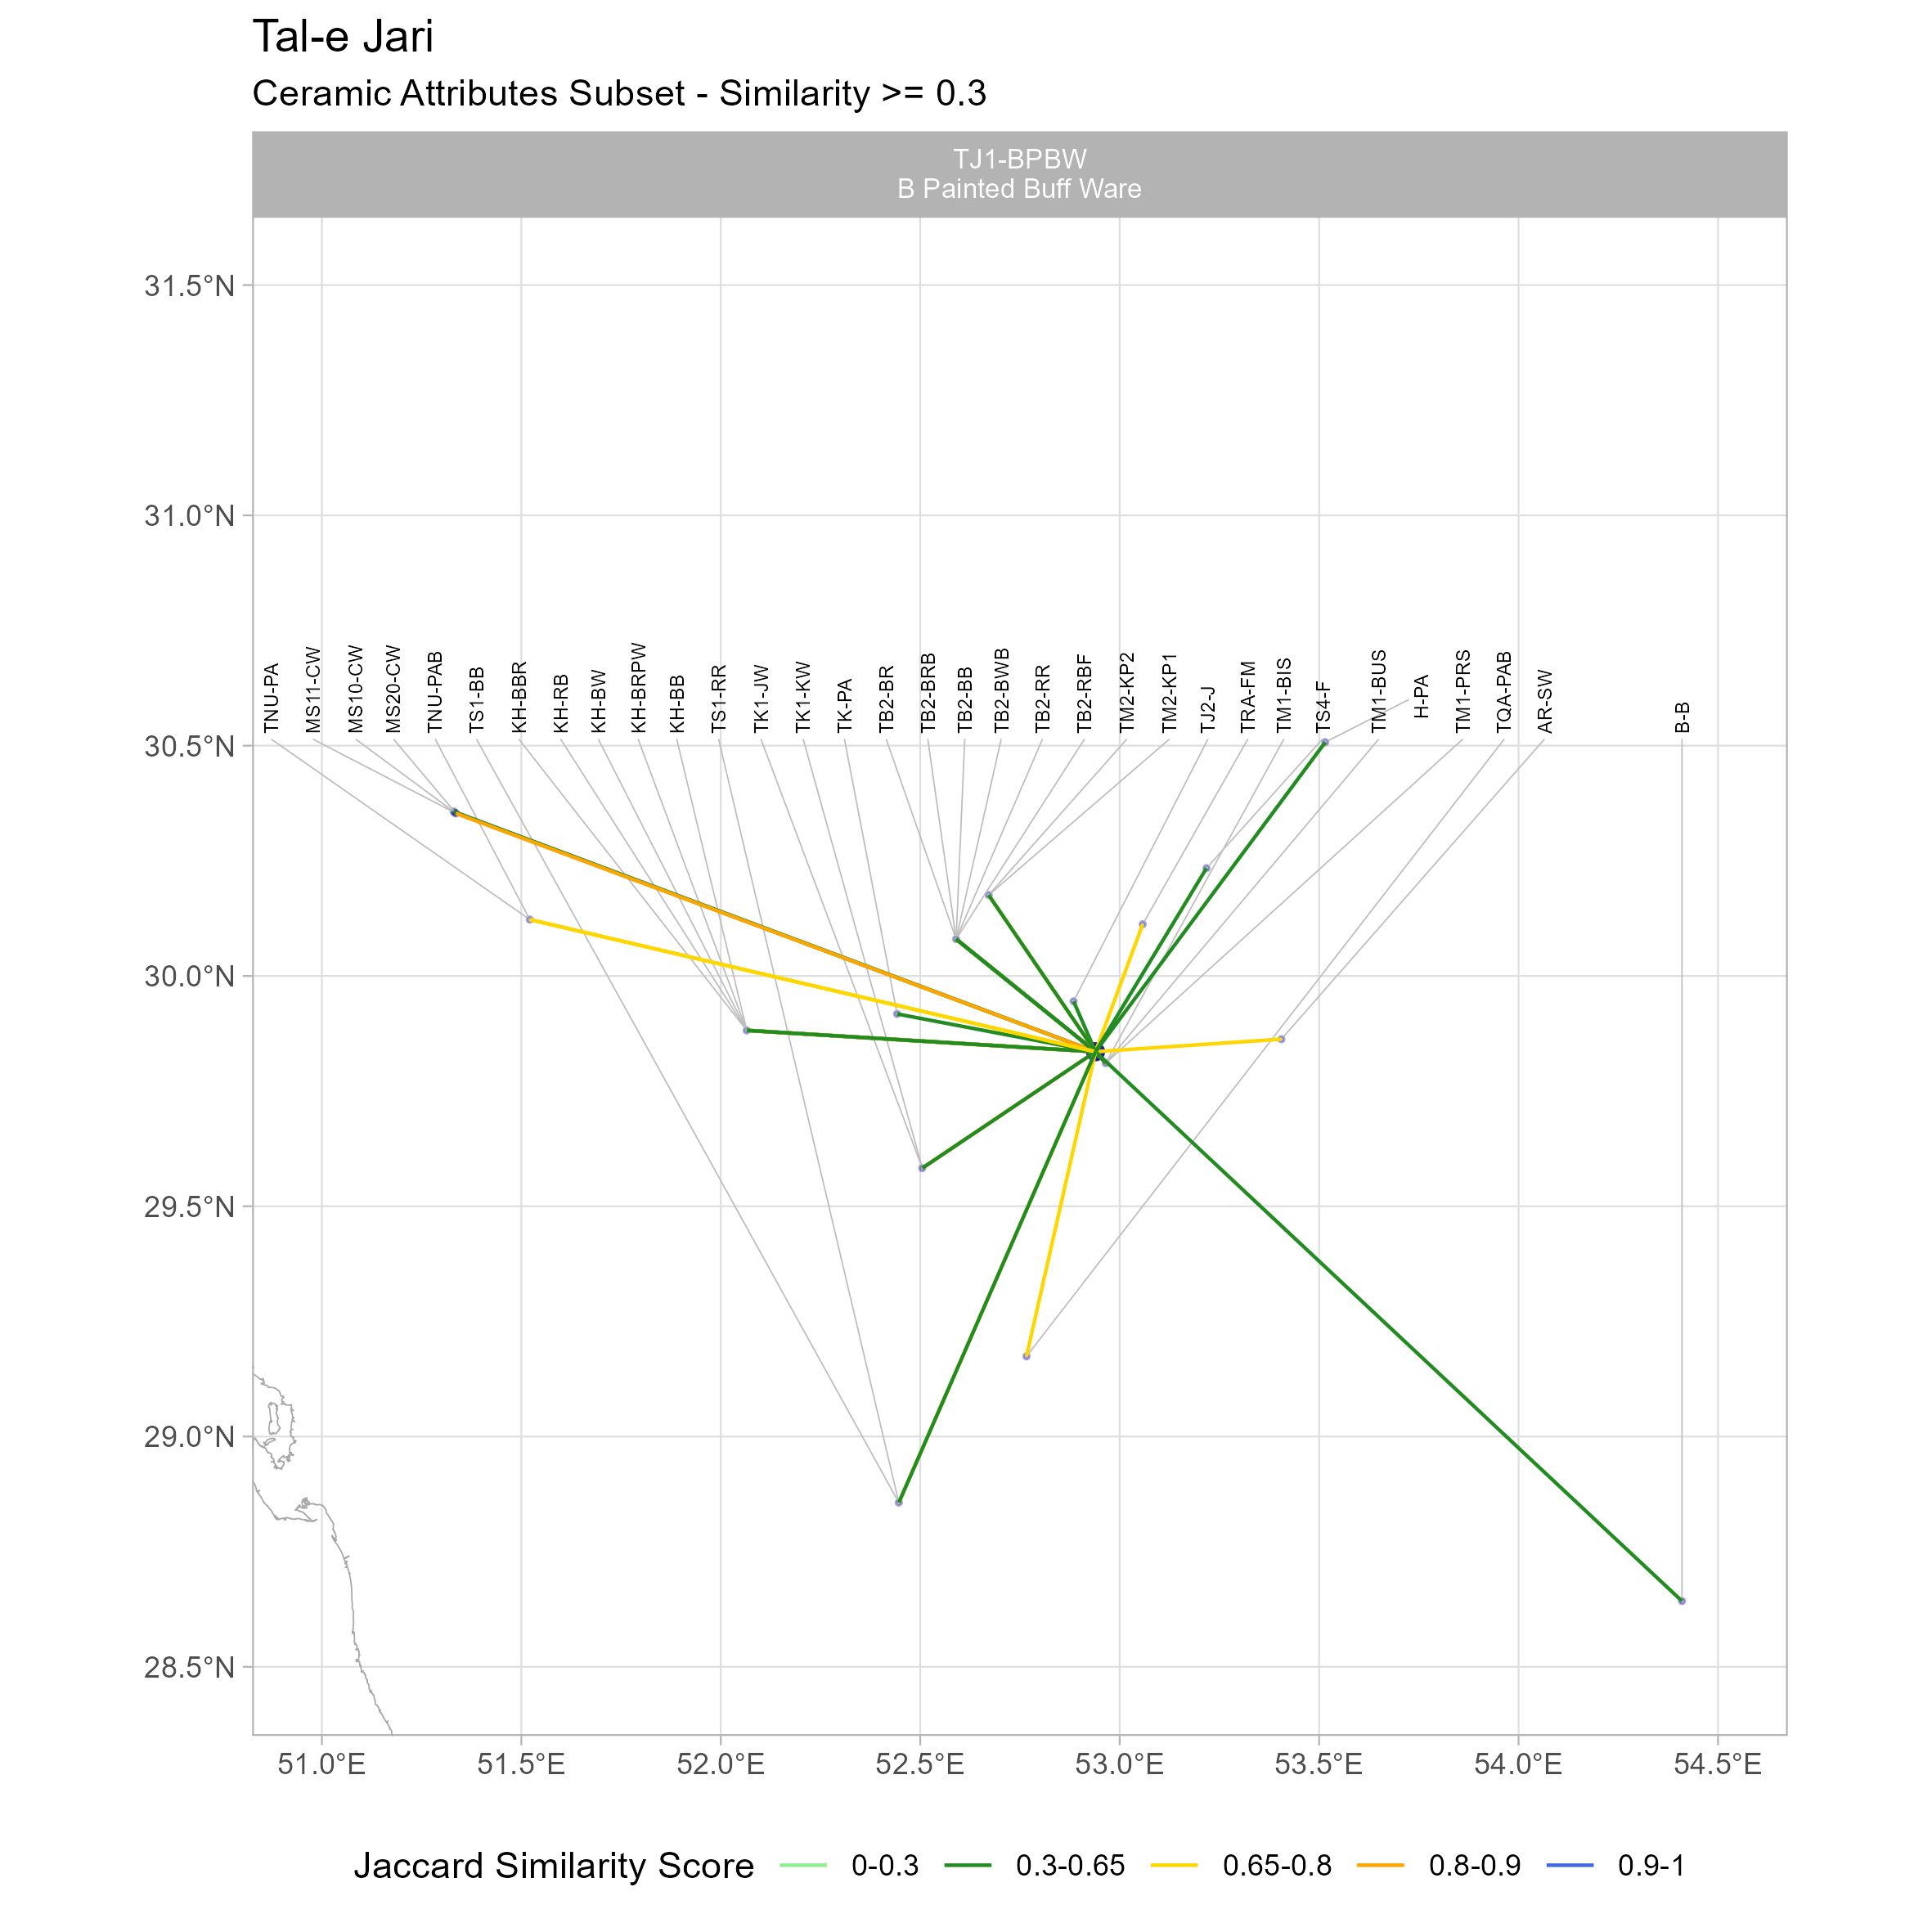 Tal-e Jari
Ceramic Attributes Subset - Similarity >= 0.3
TJ1-BPBW
B Painted Buff Ware
31.5°N
31.0°N
30.5°N
30.0°N
29.5°N
29.0°N
28.5°N
TNU-PA
MS11-CW
MS10-CW
MS20-CW
TNU-PAB
TS1-BB
KH-BBR
KH-RB
KH-BW
KH-BRPW
KH-BB
TS1-RR
TK1-JW
TK1-KW
TK-PA
TB2-BR
TB2-BRB
TB2-BB
TB2-BWB
TB2-RR
TB2-RBF
TM2-KP2
TM2-KP1
TJ2-J
TRA-FM
TM1-BIS
TS4-F
TM1-BUS
H-PA
TM1-PRS
TQA-PAB
AR-SW
B-B
51.0°E
51.5°E
52.0°E
52.5°E
53.0°E
53.5°E
54.0°E
54.5°E
Jaccard Similarity Score
0-0.3
0.3-0.65
0.65-0.8
0.8-0.9
0.9-1